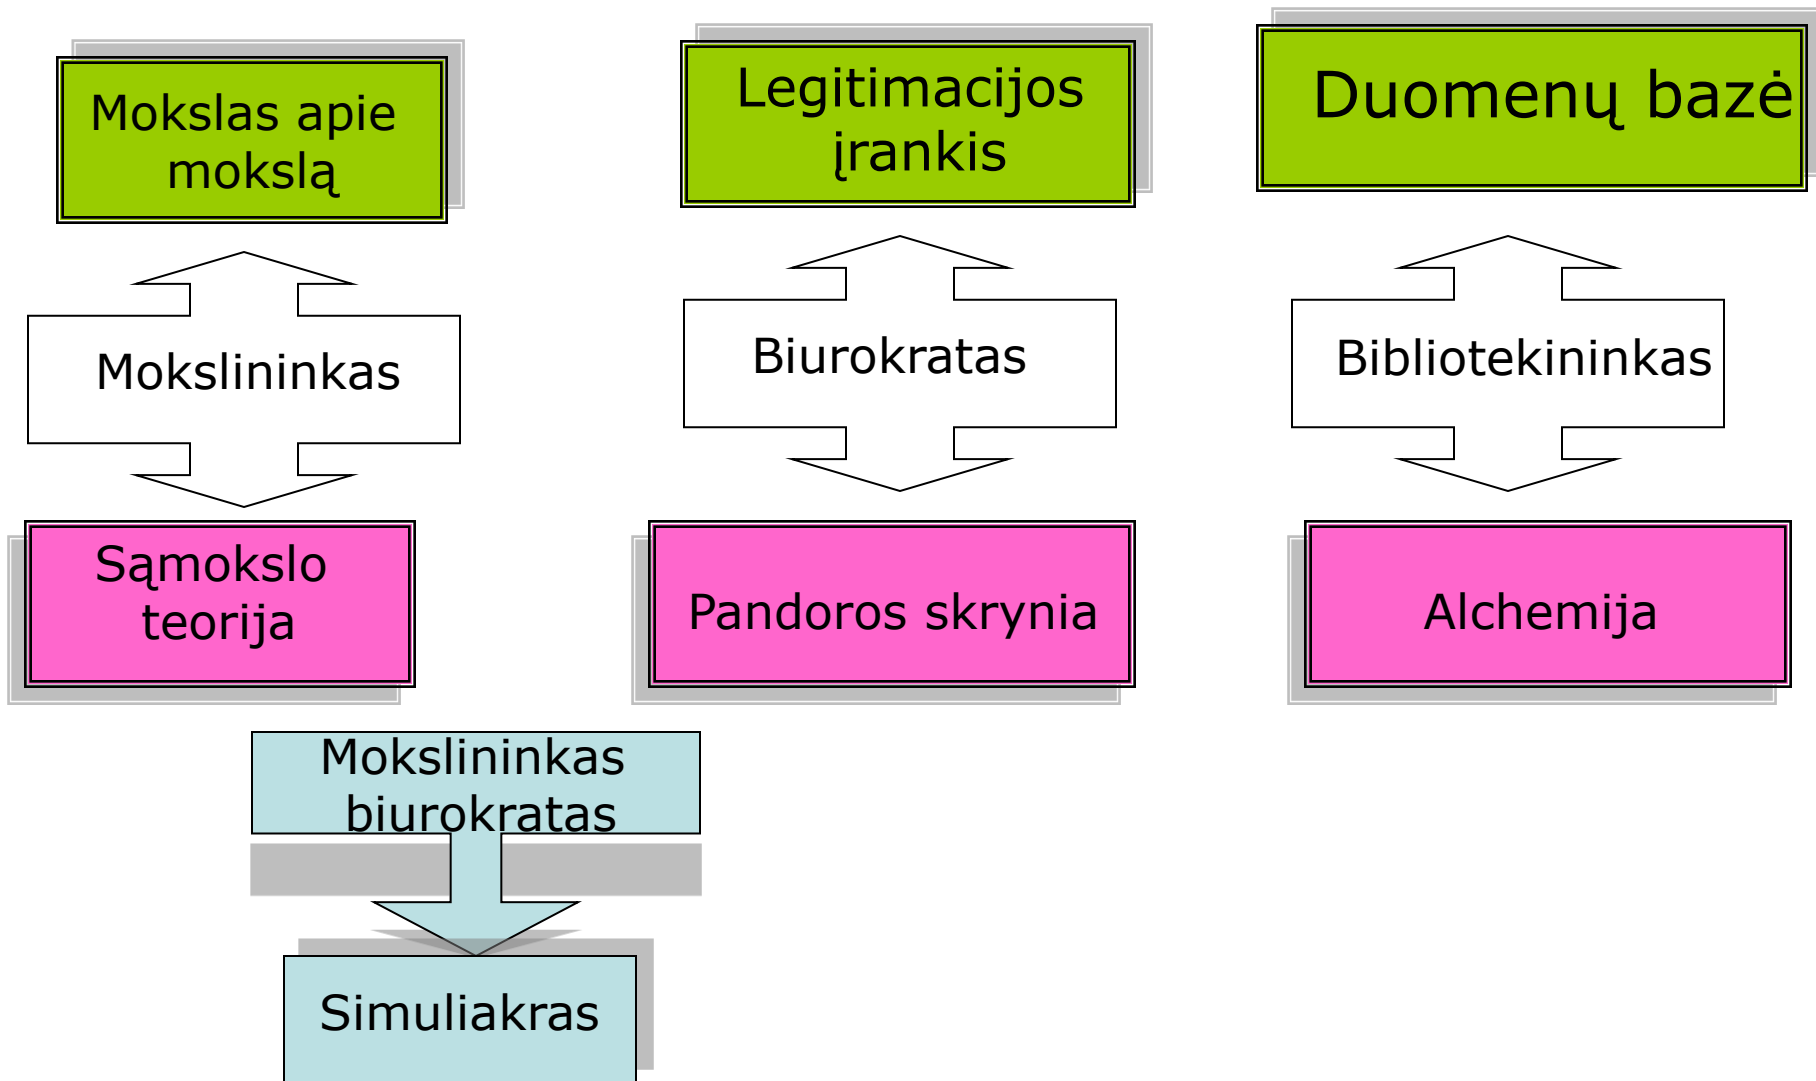 Mokslas apie
mokslą
Legitimacijos
įrankis
Duomenų bazė
Mokslininkas
Biurokratas
Bibliotekininkas
Sąmokslo
teorija
Pandoros skrynia
Alchemija
Mokslininkas
biurokratas
Simuliakras